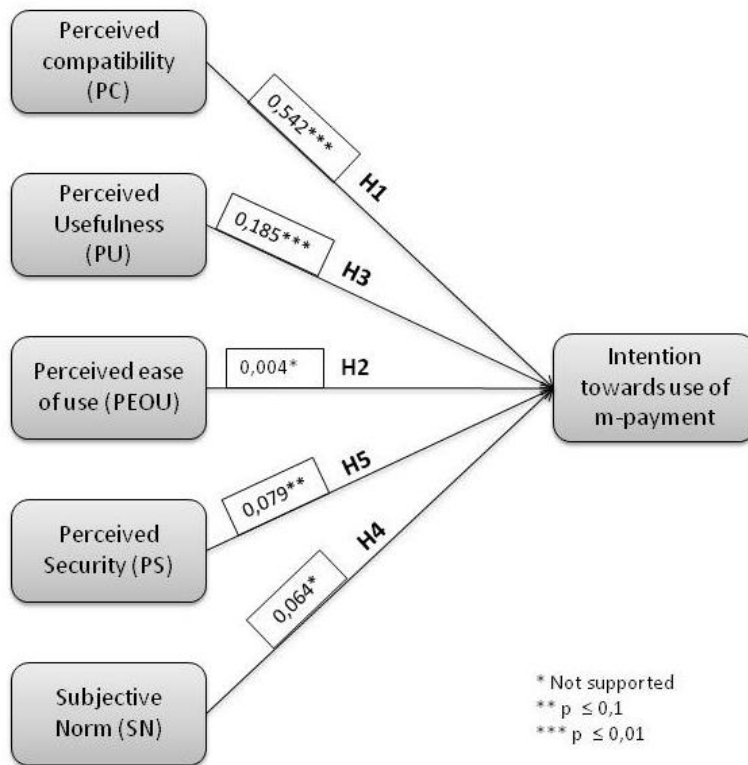 Perceived
compatibility
(PC)
0,542***
H1
Perceived
Usefulness
(PU)
0,185***
H3
Perceived ease
of use (PEOU)
0,004*
H2
Intention
towards use of
m-payment
Perceived
Security (PS)
0,079**
H5
Subjective
Norm (SN)
0,064*
H4
* Not supported
** p ≤ 0,1
*** p ≤ 0,01